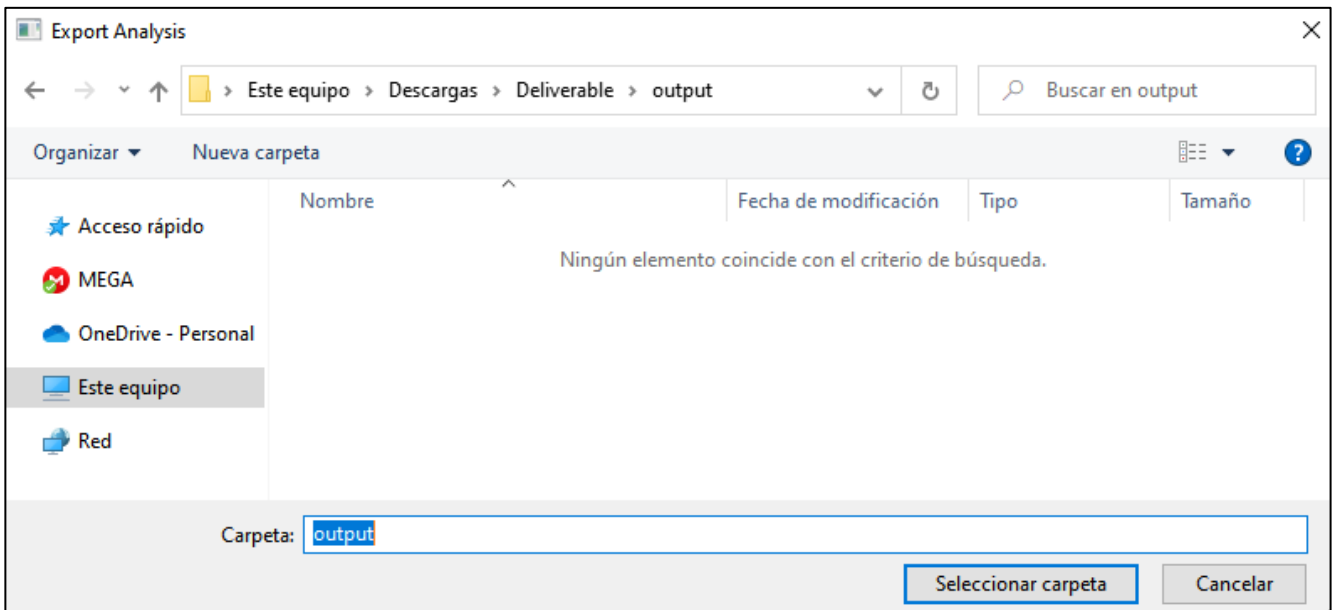 Export Analysis
Este equipo > Descargas > Deliverable > output
Buscar en output
Organizar
Nueva carpeta
Nombre
Fecha de modificación
Tipo
Tamaño
Ningún elemento coincide con el criterio de búsqueda.
Acceso rápido
MEGA
OneDrive - Personal
Este equipo
Red
Carpeta: output
Seleccionar carpeta
Cancelar